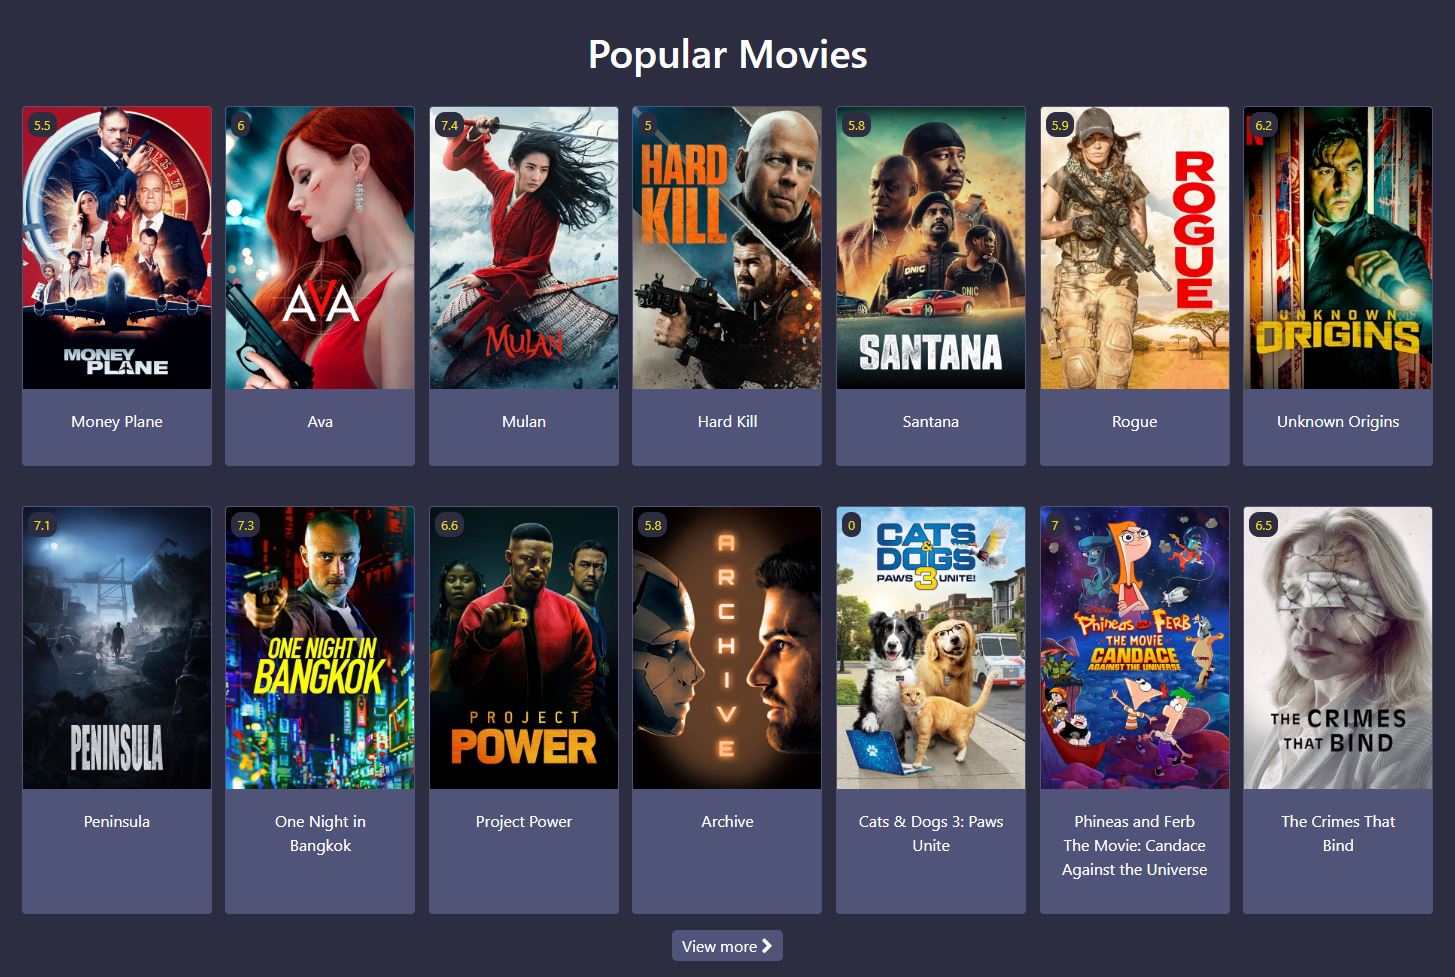 Popular Movies
5.5
MONEY
PLANE
Money Plane
6
AVA
Ava
7.4
MULAN
Mulan
5
HARD
KILL
Hard Kill
5.8
DNIC
DNIC
SANTANA
Santana
5.9
ROGUE
Rogue
6.2
N
UNKNOWN
ORIGINS
Unknown Origins
7.1
PENINSULA
Peninsula
7.3
ONE NIGHT IN
BANGKOK
One Night in
Bangkok
6.6
PROJECT
POWER
Project Power
5.8
ARCHIVE
Archive
0
CATS
&
DOGS
PAWS 3 UNITE!
Cats & Dogs 3: Paws
Unite
7
Disney
Phineas and Ferb
THE MOVIE
CANDACE
AGAINST THE UNIVERSE
Phineas and Ferb
The Movie: Candace
Against the Universe
6.5
THE CRIMES
THAT BIND
The Crimes That
Bind
View more